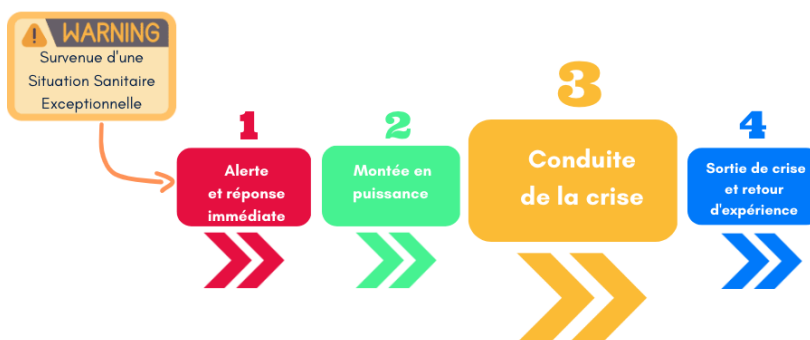 WARNING
Survenue d'une
Situation Sanitaire
Exceptionnelle
1
Alerte
et réponse
immédiate
2
Montée en
puissance
3
Conduite
de la crise
4
Sortie de crise
et retour
d'expérience